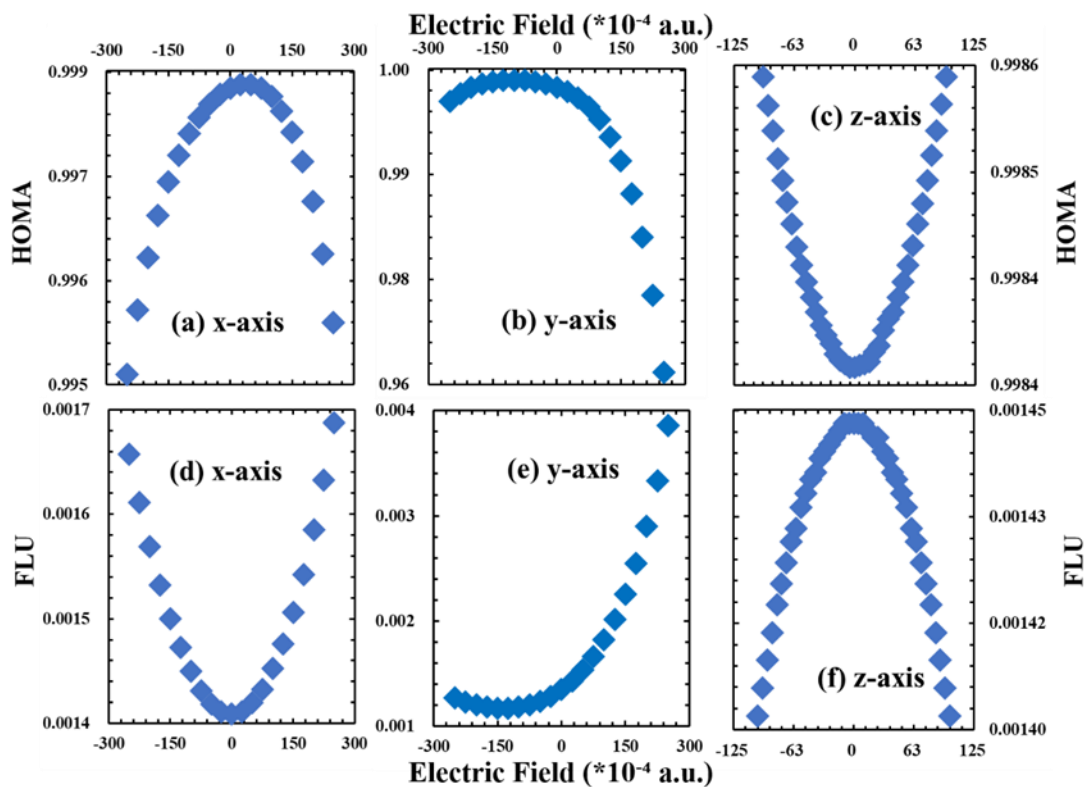 Electric Field (*10⁻⁴ a.u.)
-300 -150 0 150 300
-300 -150 0 150 300
-125 -63 0 63 125
0.999
0.997
0.996
0.995
HOMA
(a) x-axis
1.00
0.99
0.98
0.96
(b) y-axis
(c) z-axis
0.9986
0.9985
0.9984
0.9984
HOMA
0.0017
0.0016
0.0015
0.0014
FLU
(d) x-axis
0.004
0.003
0.002
0.001
(e) y-axis
(f) z-axis
0.00145
0.00143
0.00142
0.00140
FLU
-300 -150 0 150 300
-300 -150 0 150 300
-125 -63 0 63 125
Electric Field (*10⁻⁴ a.u.)